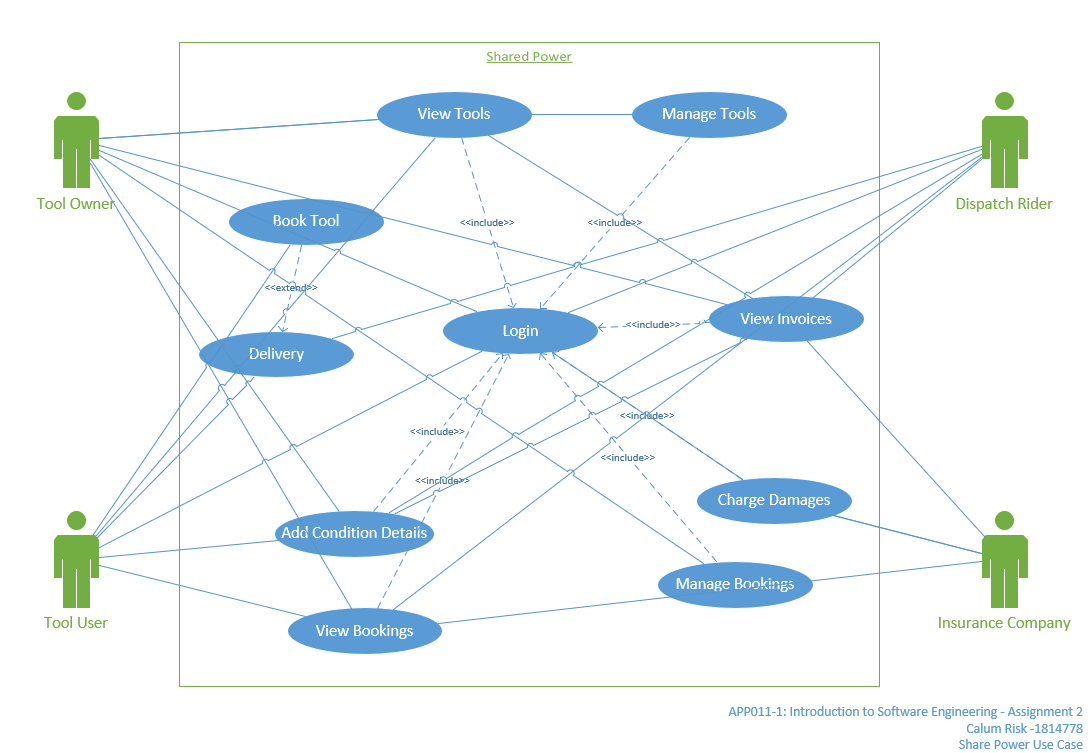 Shared Power
View Tools
Manage Tools
Tool Owner
Dispatch Rider
Book Tool
<<include>>
<<include>>
<<extend>>
Login
<<include>>
View Invoices
Delivery
<<include>>
<<include>>
<<include>>
<<include>>
Charge Damages
Add Condition Details
Manage Bookings
Tool User
View Bookings
Insurance Company
APP011-1: Introduction to Software Engineering - Assignment 2
Calum Risk -1814778
Share Power Use Case